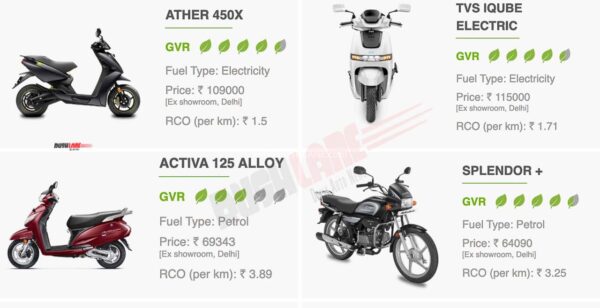 ATHER 450X
GVR
Fuel Type: Electricity
Price: ₹ 109000
[Ex showroom, Delhi]
RCO (per km): ₹ 1.5
TVS IQUBE
ELECTRIC
GVR
Fuel Type: Electricity
Price: ₹ 115000
[Ex showroom, Delhi]
RCO (per km): ₹ 1.71
RUSHLANE
ACTIVA 125 ALLOY
GVR
Fuel Type: Petrol
Price: ₹ 69343
[Ex showroom, Delhi]
RCO (per km): ₹ 3.89
SPLENDOR +
GVR
Fuel Type: Petrol
Price: ₹ 64090
[Ex showroom, Delhi]
RCO (per km): ₹ 3.25
RUSHLANE